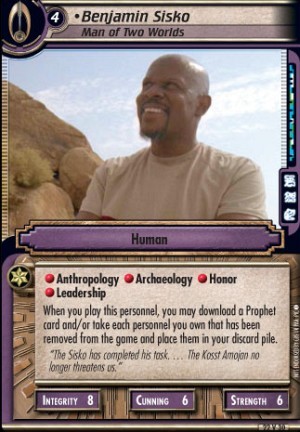 4
•Benjamin Sisko
Man of Two Worlds
Human
Anthropology Archaeology Honor
Leadership
When you play this personnel, you may download a Prophet
card and/or take each personnel you own that has been
removed from the game and place them in your discard pile.
"The Sisko has completed his task. ... The Kosst Amojan no
longer threatens us."
INTEGRITY 8 CUNNING 6 STRENGTH 6
95 V 30